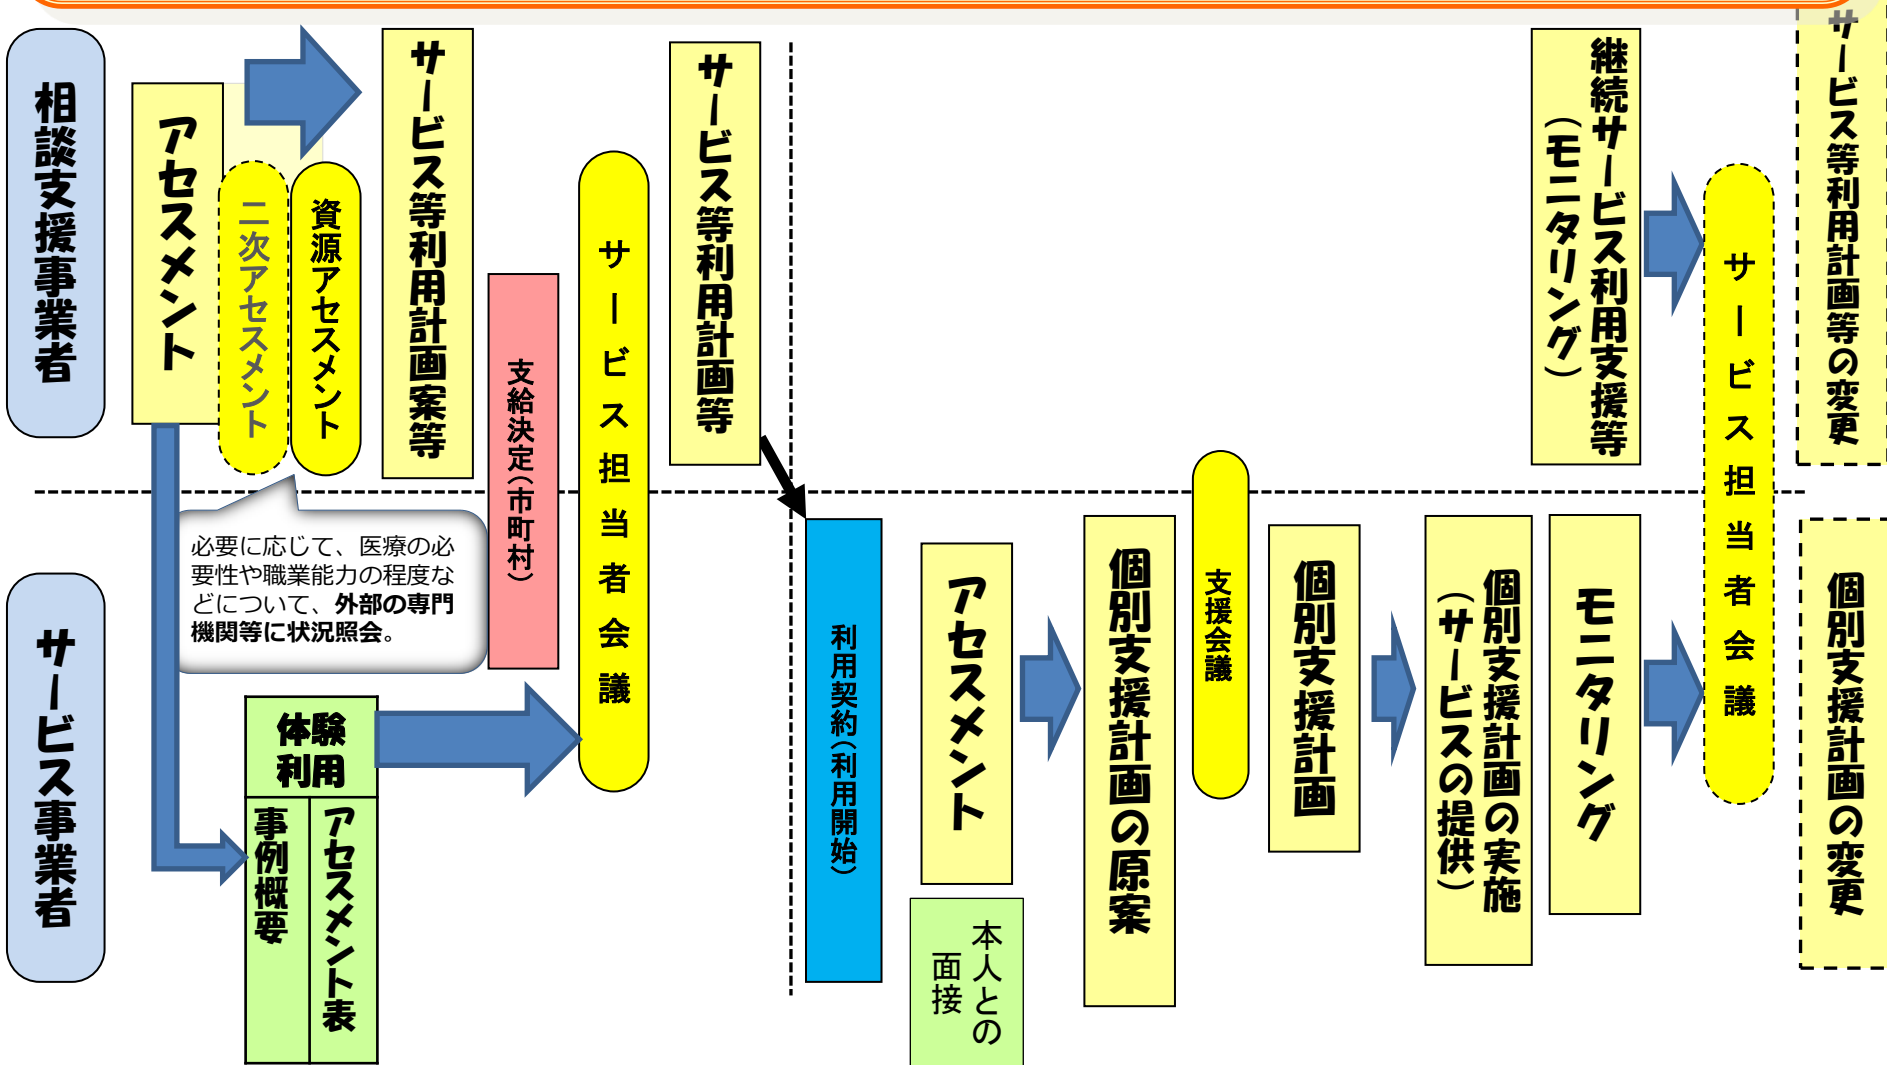 相談支援事業者
アセスメント
二次アセスメント
資源アセスメント
サービス等利用計画案等
支給決定（市町村）
サービス担当者会議
サービス等利用計画等
継続サービス利用支援等
（モニタリング）
サービス担当者会議
サービス等利用計画等の変更
必要に応じて、医療の必
要性や職業能力の程度な
どについて、外部の専門
機関等に状況照会。
サービス事業者
体験
利用
事例概要
アセスメント表
利用契約（利用開始）
アセスメント
本人との
面接
個別支援計画の原案
支援会議
個別支援計画
個別支援計画の実施
（サービスの提供）
モニタリング
個別支援計画の変更